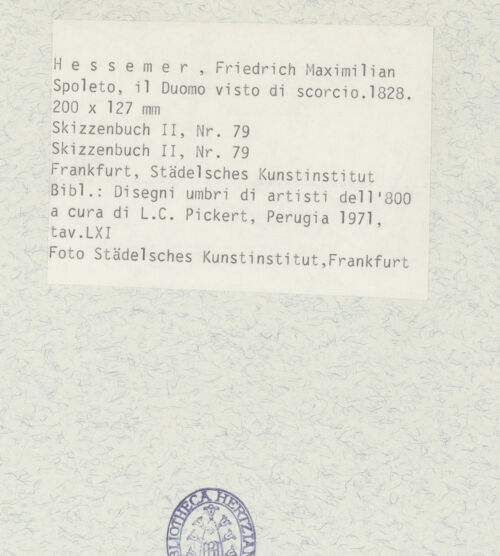 H e s s e m e r , Friedrich Maximilian
Spoleto, il Duomo visto di scorcio.1828.
200 x 127 mm
Skizzenbuch II, Nr. 79
Skizzenbuch II, Nr. 79
Frankfurt, Städelsches Kunstinstitut
Bibl.: Disegni umbri di artisti dell'800
a cura di L.C. Pickert, Perugia 1971,
tav.LXI
Foto Städelsches Kunstinstitut,Frankfurt
BIBLIOTHECA HERTZIAN